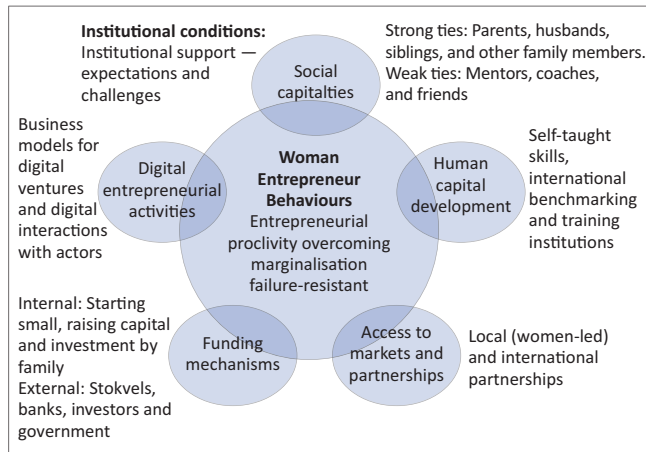 Institutional conditions:
Institutional support —
expectations and
challenges
Social
capitalties
Strong ties: Parents, husbands,
siblings, and other family members.
Weak ties: Mentors, coaches,
and friends
Business
models for
digital
ventures
and digital
interactions
with actors
Digital
entrepreneurial
activities
Woman
Entrepreneur
Behaviours
Entrepreneurial
proclivity overcoming
marginalisation
failure-resistant
Human
capital
development
Self-taught
skills,
international
benchmarking
and training
institutions
Internal: Starting
small, raising capital
and investment by
family
External: Stokvels,
banks, investors and
government
Funding
mechanisms
Access to
markets and
partnerships
Local (women-led)
and international
partnerships